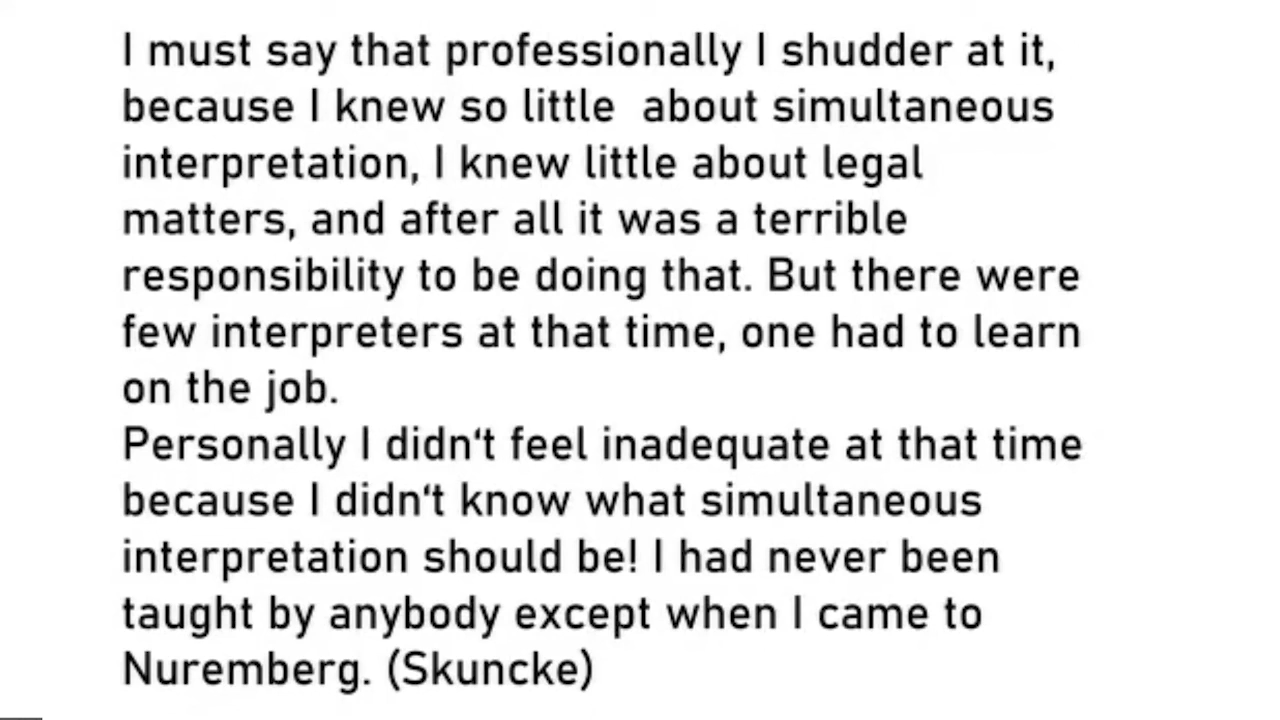 I must say that professionally I shudder at it,
because I knew so little  about simultaneous
interpretation, I knew little about legal
matters, and after all it was a terrible
responsibility to be doing that. But there were
few interpreters at that time, one had to learn
on the job.
Personally I didn‘t feel inadequate at that time
because I didn‘t know what simultaneous
interpretation should be! I had never been
taught by anybody except when I came to
Nuremberg. (Skuncke)